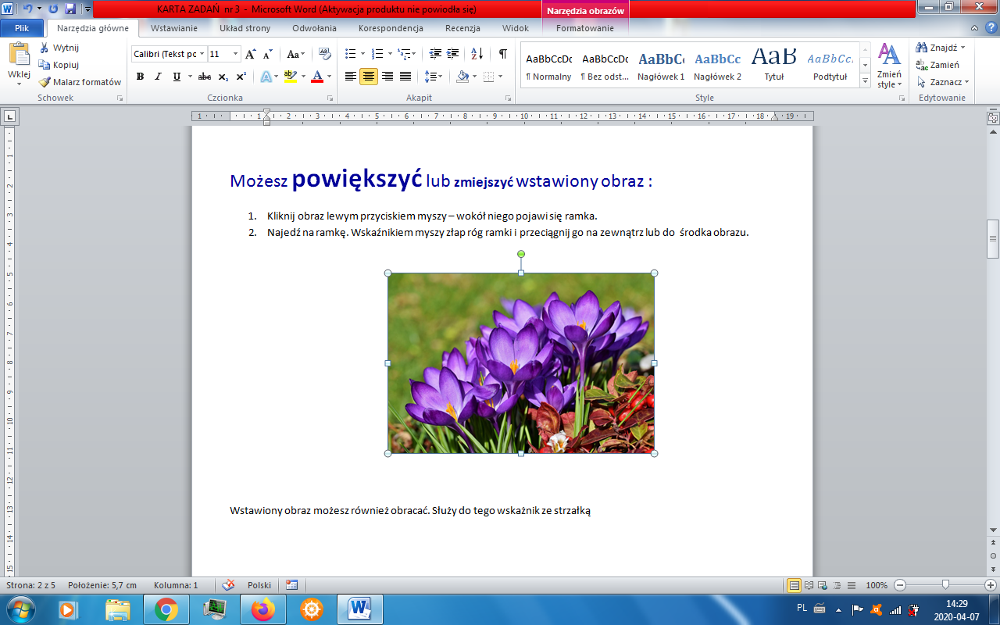 KARTA ZADAŃ nr 3 - Microsoft Word (Aktywacja produktu nie powiodła się)
Narzędzia obrazów
Plik Narzędzia główne Wstawianie Układ strony Odwołania Korespondencja Recenzja Widok Formatowanie
Wklej
Wytnij
Kopiuj
Malarz formatów
Schowek
Calibri (Tekst pc 11
Czcionka
Akapit
AaBbCcDc AaBbCcDc AaBbCc AaBbCc AaB AaBbCc.
¶ Normalny ¶ Bez odst... Nagłówek 1 Nagłówek 2 Tytuł Podtytuł
Style
Zmień style
Znajdź
Zamień
Zaznacz
Edytowanie
Możesz powiększyć lub zmiejszyć wstawiony obraz :
1. Kliknij obraz lewym przyciskiem myszy – wokół niego pojawi się ramka.
2. Najedź na ramkę. Wskaźnikiem myszy złap róg ramki i przeciągnij go na zewnątrz lub do środka obrazu.
Wstawiony obraz możesz również obracać. Służy do tego wskażnik ze strzałką
Strona: 2 z 5 Położenie: 5,7 cm Kolumna: 1 Polski 100%
PL 14:29
2020-04-07